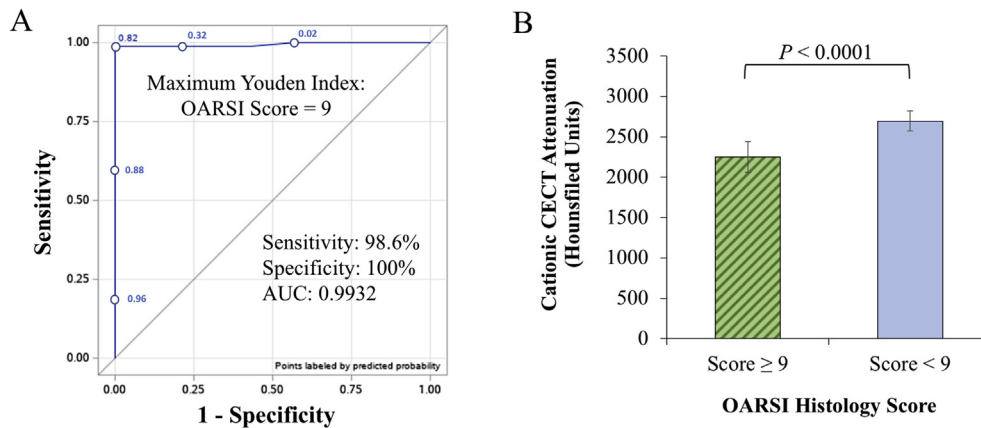 A
0.82
0.32
0.02
1.00
Maximum Youden Index:
OARSI Score = 9
0.75
0.88
0.50
Sensitivity
Sensitivity: 98.6%
Specificity: 100%
AUC: 0.9932
0.25
0.96
0.00
Points labeled by predicted probability
0.00
0.25
0.50
0.75
1.00
1 - Specificity
B
P < 0.0001
3500
3000
2500
2000
1500
1000
500
0
Cationic CECT Attenuation
(Hounsfiled Units)
Score ≥ 9
Score < 9
OARSI Histology Score